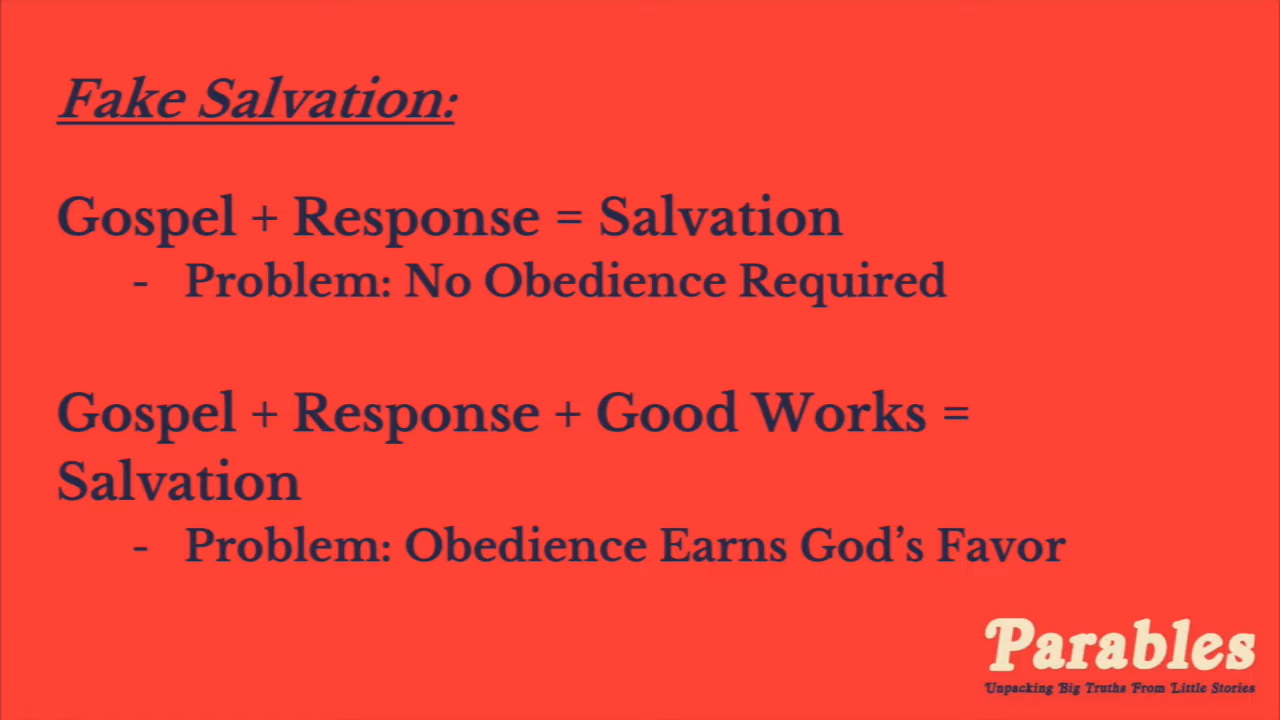 Fake Salvation:
Gospel + Response = Salvation
- Problem: No Obedience Required
Gospel + Response + Good Works =
Salvation
- Problem: Obedience Earns God’s Favor
Parables
Unpacking Big Truths From Little Stories